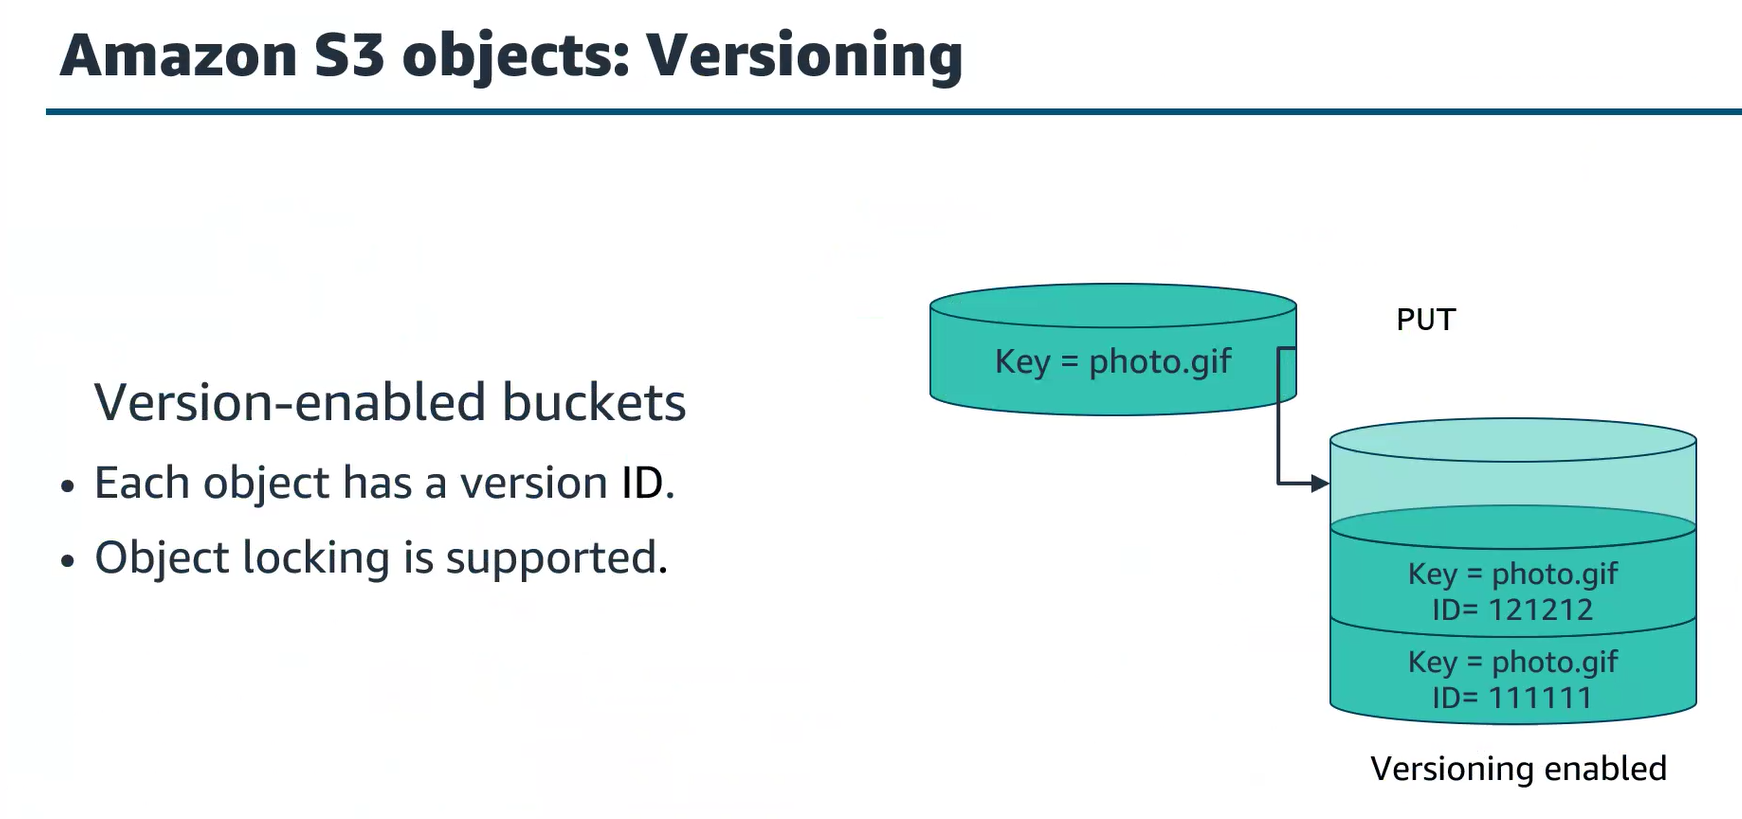 Amazon S3 objects: Versioning
Version-enabled buckets
• Each object has a version ID.
• Object locking is supported.
Key = photo.gif
PUT
Key = photo.gif
ID= 121212
Key = photo.gif
ID= 111111
Versioning enabled